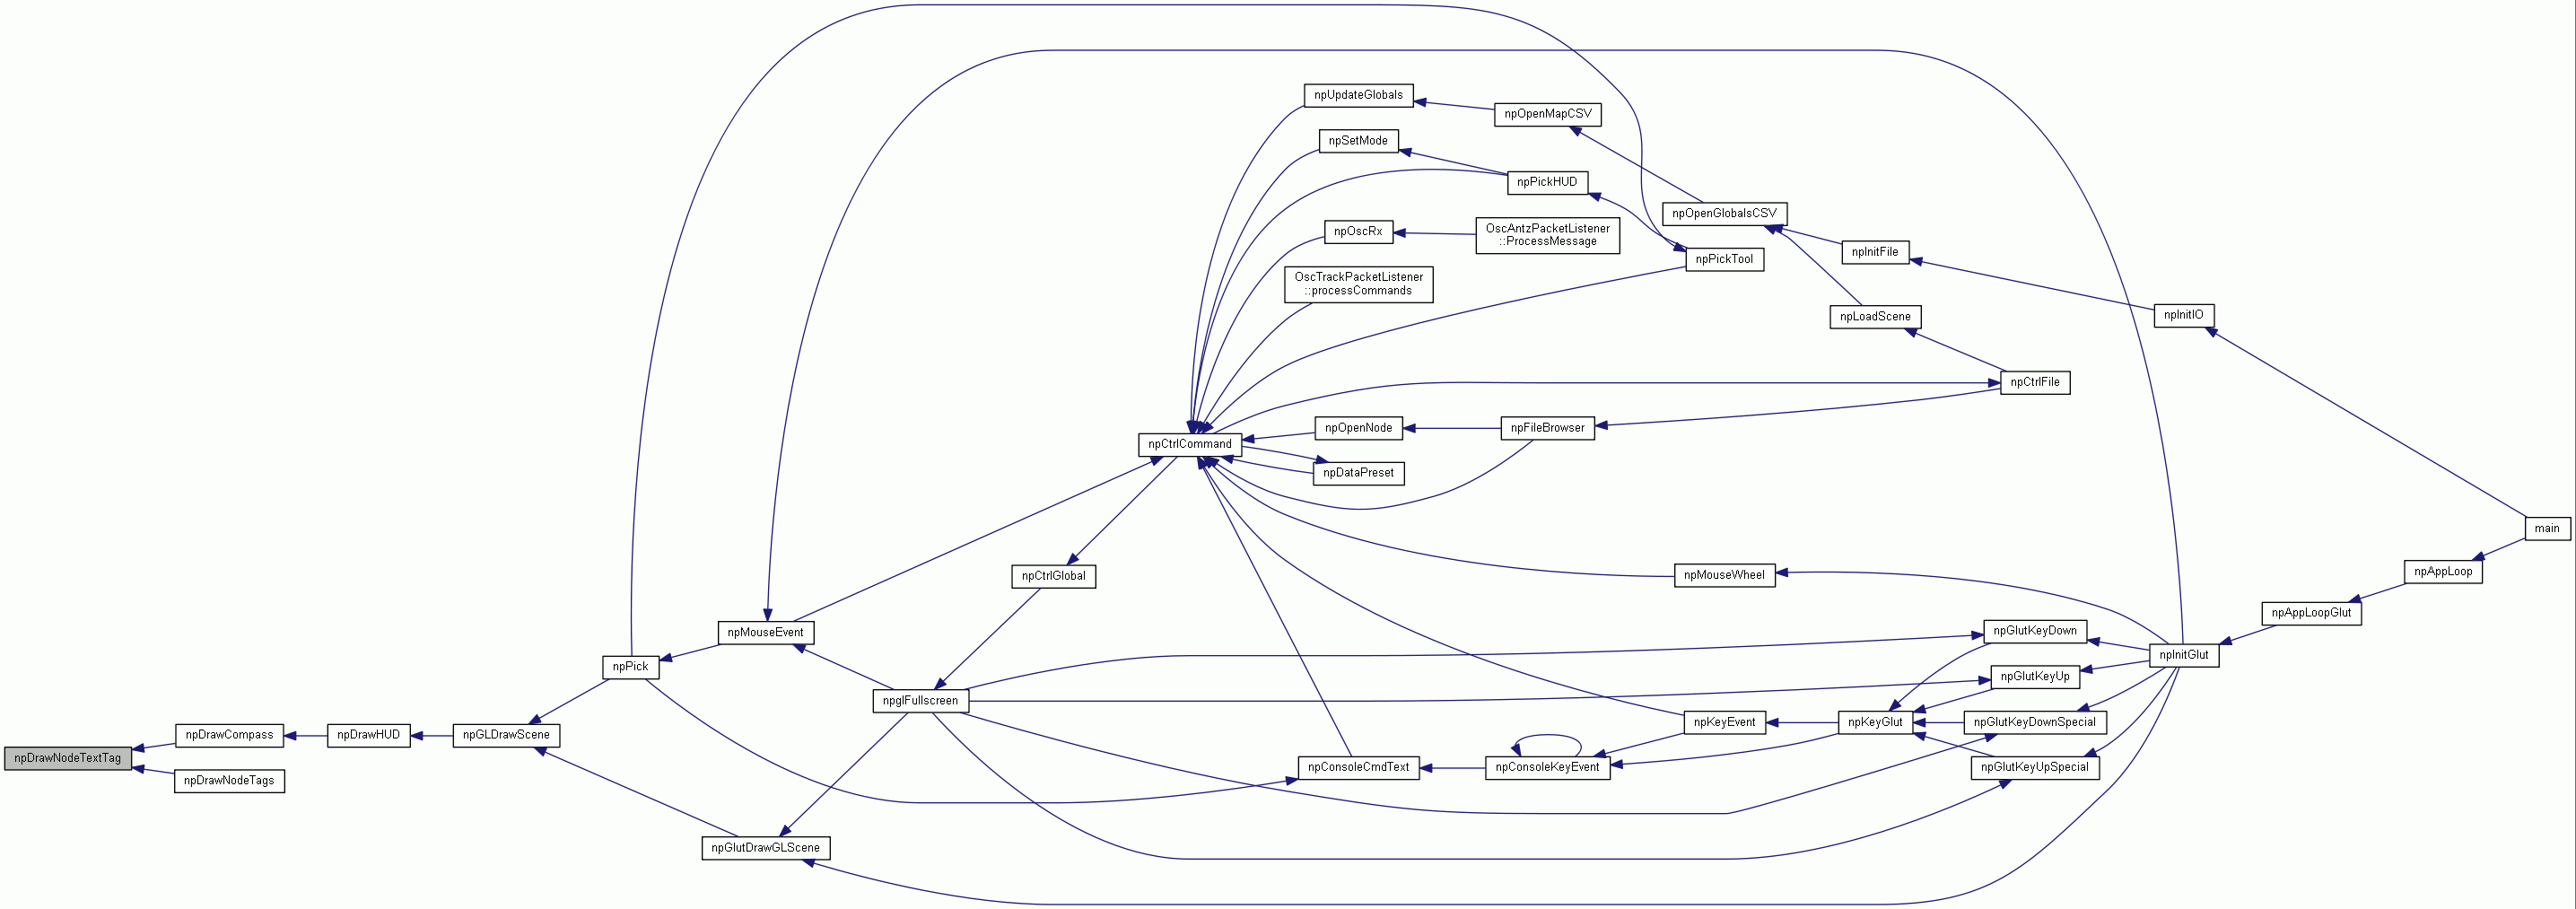 npUpdateGlobals
npOpenMapCSV
npSetMode
npPickHUD
npOpenGlobalsCSV
npOscRx
OscAntzPacketListener
::ProcessMessage
npInitFile
npPickTool
OscTrackPacketListener
::processCommands
npInitIO
npLoadScene
npCtrlFile
npOpenNode
npFileBrowser
npCtrlCommand
npDataPreset
main
npAppLoop
npCtrlGlobal
npMouseWheel
npAppLoopGlut
npMouseEvent
npGlutKeyDown
npInitGlut
npPick
npGlutKeyUp
npglFullscreen
npKeyEvent
npKeyGlut
npGlutKeyDownSpecial
npDrawCompass
npDrawHUD
npGLDrawScene
npDrawNodeTextTag
npConsoleCmdText
npConsoleKeyEvent
npGlutKeyUpSpecial
npDrawNodeTags
npGlutDrawGLScene